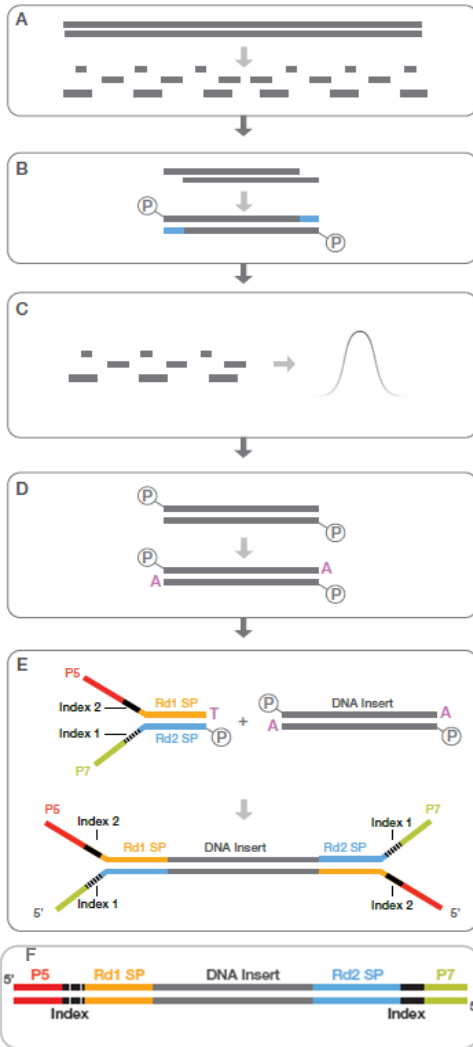 A
B
P
P
C
D
P
P
P
A
A
P
E
P5
Index 2
Rd1 SP
T
Index 1
Rd2 SP
P
P7
+
P
DNA Insert
A
A
P
P5
Index 2
Rd1 SP
DNA Insert
Rd2 SP
Index 1
P7
5'
Index 1
Index 2
5'
F
5'
P5
Rd1 SP
DNA Insert
Rd2 SP
P7
5'
Index
Index